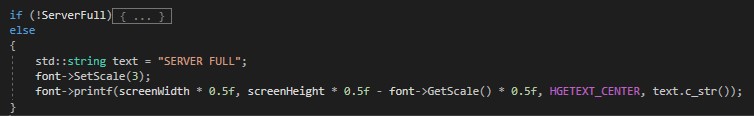 if (!ServerFull){ ... }
else
{
std::string text = "SERVER FULL";
font->SetScale(3);
font->printf(screenWidth * 0.5f, screenHeight * 0.5f - font->GetScale() * 0.5f, HGETEXT_CENTER, text.c_str());
}